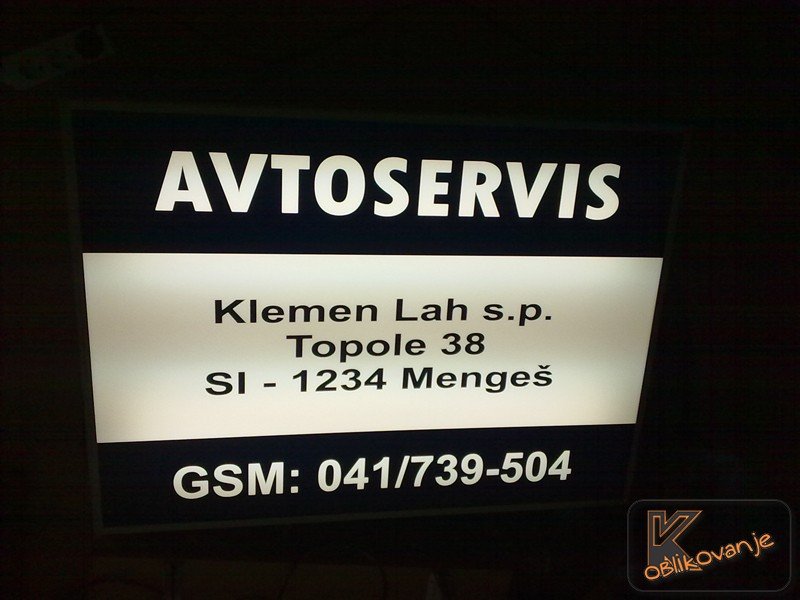 AVTOSERVIS
Klemen Lah s.p.
Topole 38
SI - 1234 Mengeš
GSM: 041/739-504
K
oblikovanje